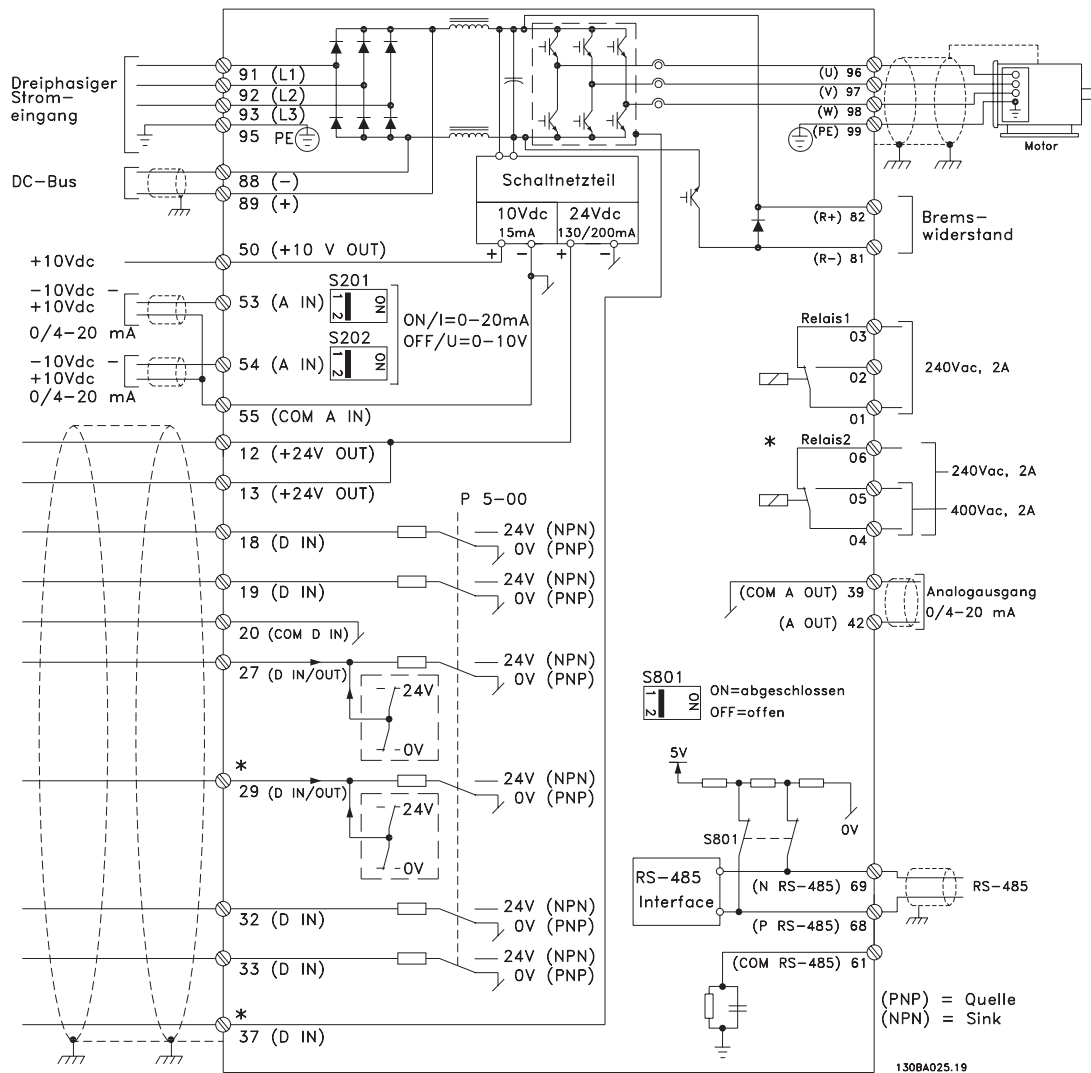 Dreiphasiger
Strom-
eingang
91 (L1)
92 (L2)
93 (L3)
95 PE
DC-Bus
88 (-)
89 (+)
Schaltnetzteil
10Vdc
15mA
24Vdc
130/200mA
+ - + -
(U) 96
(V) 97
(W) 98
(PE) 99
Motor
(R+) 82
(R-) 81
Brems-
widerstand
+10Vdc
50 (+10 V OUT)
-10Vdc -
+10Vdc
0/4-20 mA
53 (A IN)
S201
1 2 ON
ON/I=0-20mA
OFF/U=0-10V
-10Vdc -
+10Vdc
0/4-20 mA
54 (A IN)
S202
1 2 ON
55 (COM A IN)
12 (+24V OUT)
13 (+24V OUT)
Relais1
03
02
01
240Vac, 2A
* Relais2
06
05
04
240Vac, 2A
400Vac, 2A
P 5-00
18 (D IN)
24V (NPN)
0V (PNP)
19 (D IN)
24V (NPN)
0V (PNP)
20 (COM D IN)
27 (D IN/OUT)
24V (NPN)
0V (PNP)
24V
0V
*
29 (D IN/OUT)
24V (NPN)
0V (PNP)
24V
0V
32 (D IN)
24V (NPN)
0V (PNP)
33 (D IN)
24V (NPN)
0V (PNP)
*
37 (D IN)
(COM A OUT) 39
(A OUT) 42
Analogausgang
0/4-20 mA
S801
1 2 ON
ON=abgeschlossen
OFF=offen
5V
0V
S801
RS-485
Interface
(N RS-485) 69
(P RS-485) 68
RS-485
(COM RS-485) 61
(PNP) = Quelle
(NPN) = Sink
130BA025.19